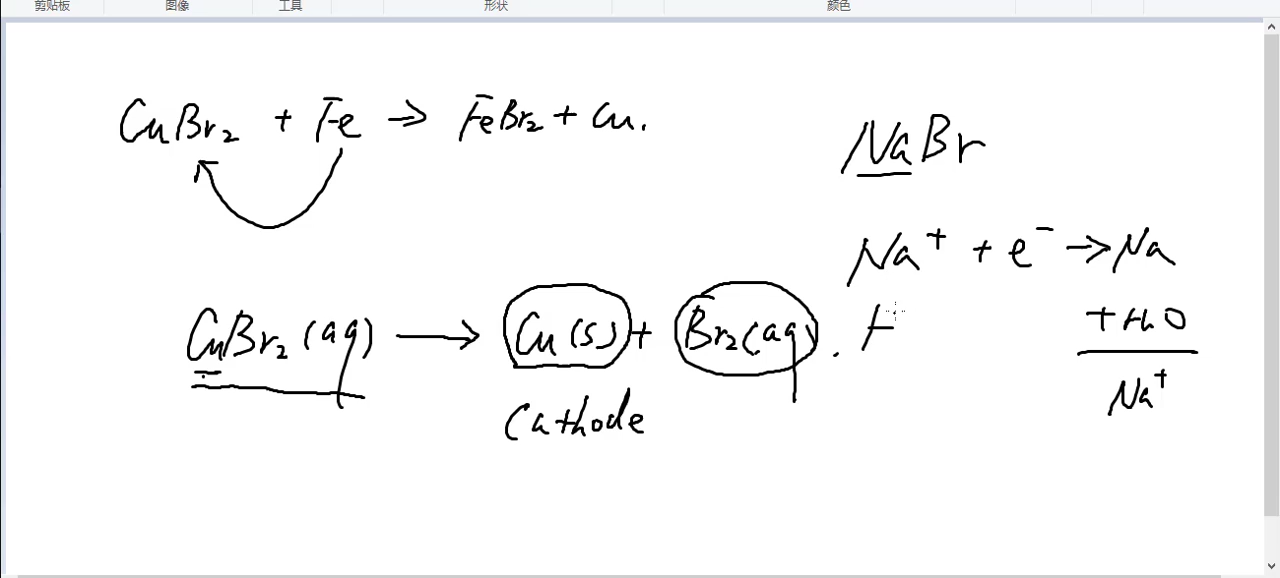 剪贴板 图像 工具 形状 颜色
CuBr₂ + Fe → FeBr₂ + Cu.
NaBr
Na⁺ + e⁻ → Na
CuBr₂(aq) → Cu(s) + Br₂(aq).
+ H₂O
Cathode
Na⁺